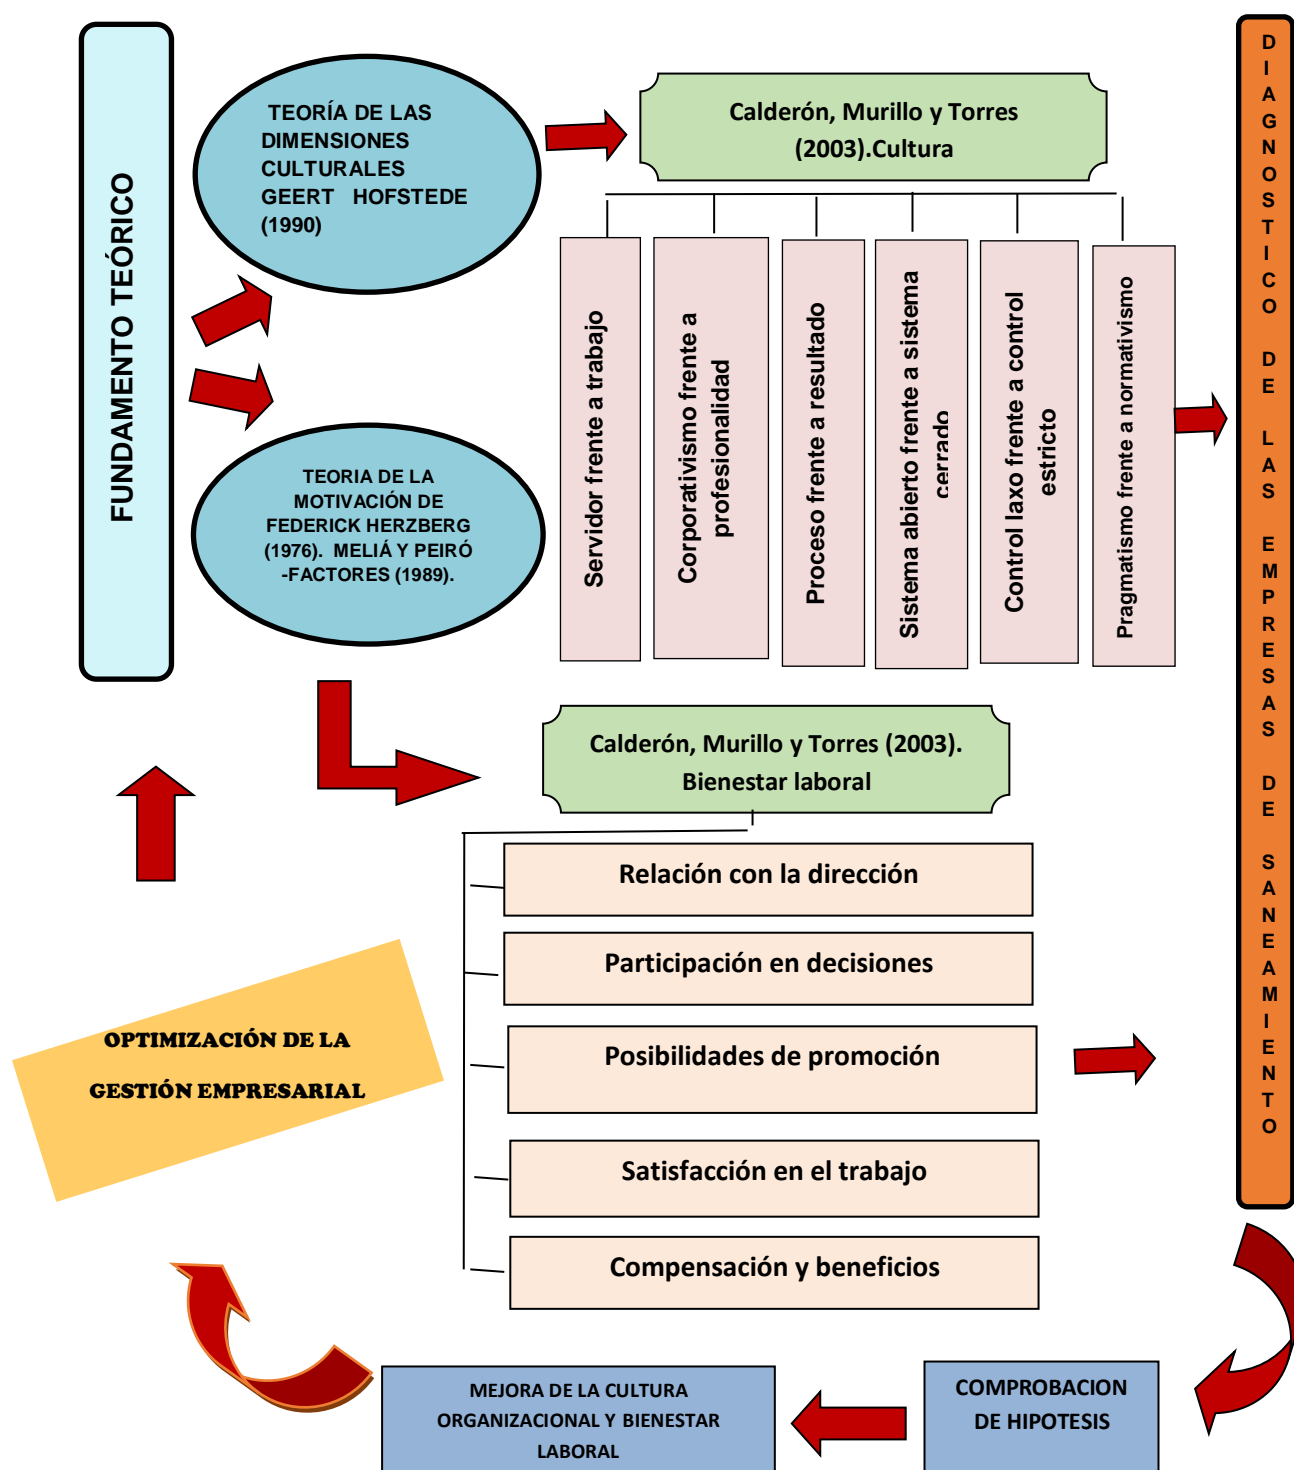 FUNDAMENTO TEÓRICO
TEORÍA DE LAS
DIMENSIONES
CULTURALES
GEERT HOFSTEDE
(1990)
TEORIA DE LA
MOTIVACIÓN DE
FEDERICK HERZBERG
(1976). MELIÁ Y PEIRÓ
-FACTORES (1989).
Calderón, Murillo y Torres
(2003).Cultura
Servidor frente a trabajo
Corporativismo frente a
profesionalidad
Proceso frente a resultado
Sistema abierto frente a sistema
cerrado
Control laxo frente a control
estricto
Pragmatismo frente a normativismo
DIAGNOSTICO DE LAS EMPRESAS DE SANEAMIENTO
Calderón, Murillo y Torres (2003).
Bienestar laboral
Relación con la dirección
Participación en decisiones
Posibilidades de promoción
Satisfacción en el trabajo
Compensación y beneficios
OPTIMIZACIÓN DE LA
GESTIÓN EMPRESARIAL
MEJORA DE LA CULTURA
ORGANIZACIONAL Y BIENESTAR
LABORAL
COMPROBACION
DE HIPOTESIS